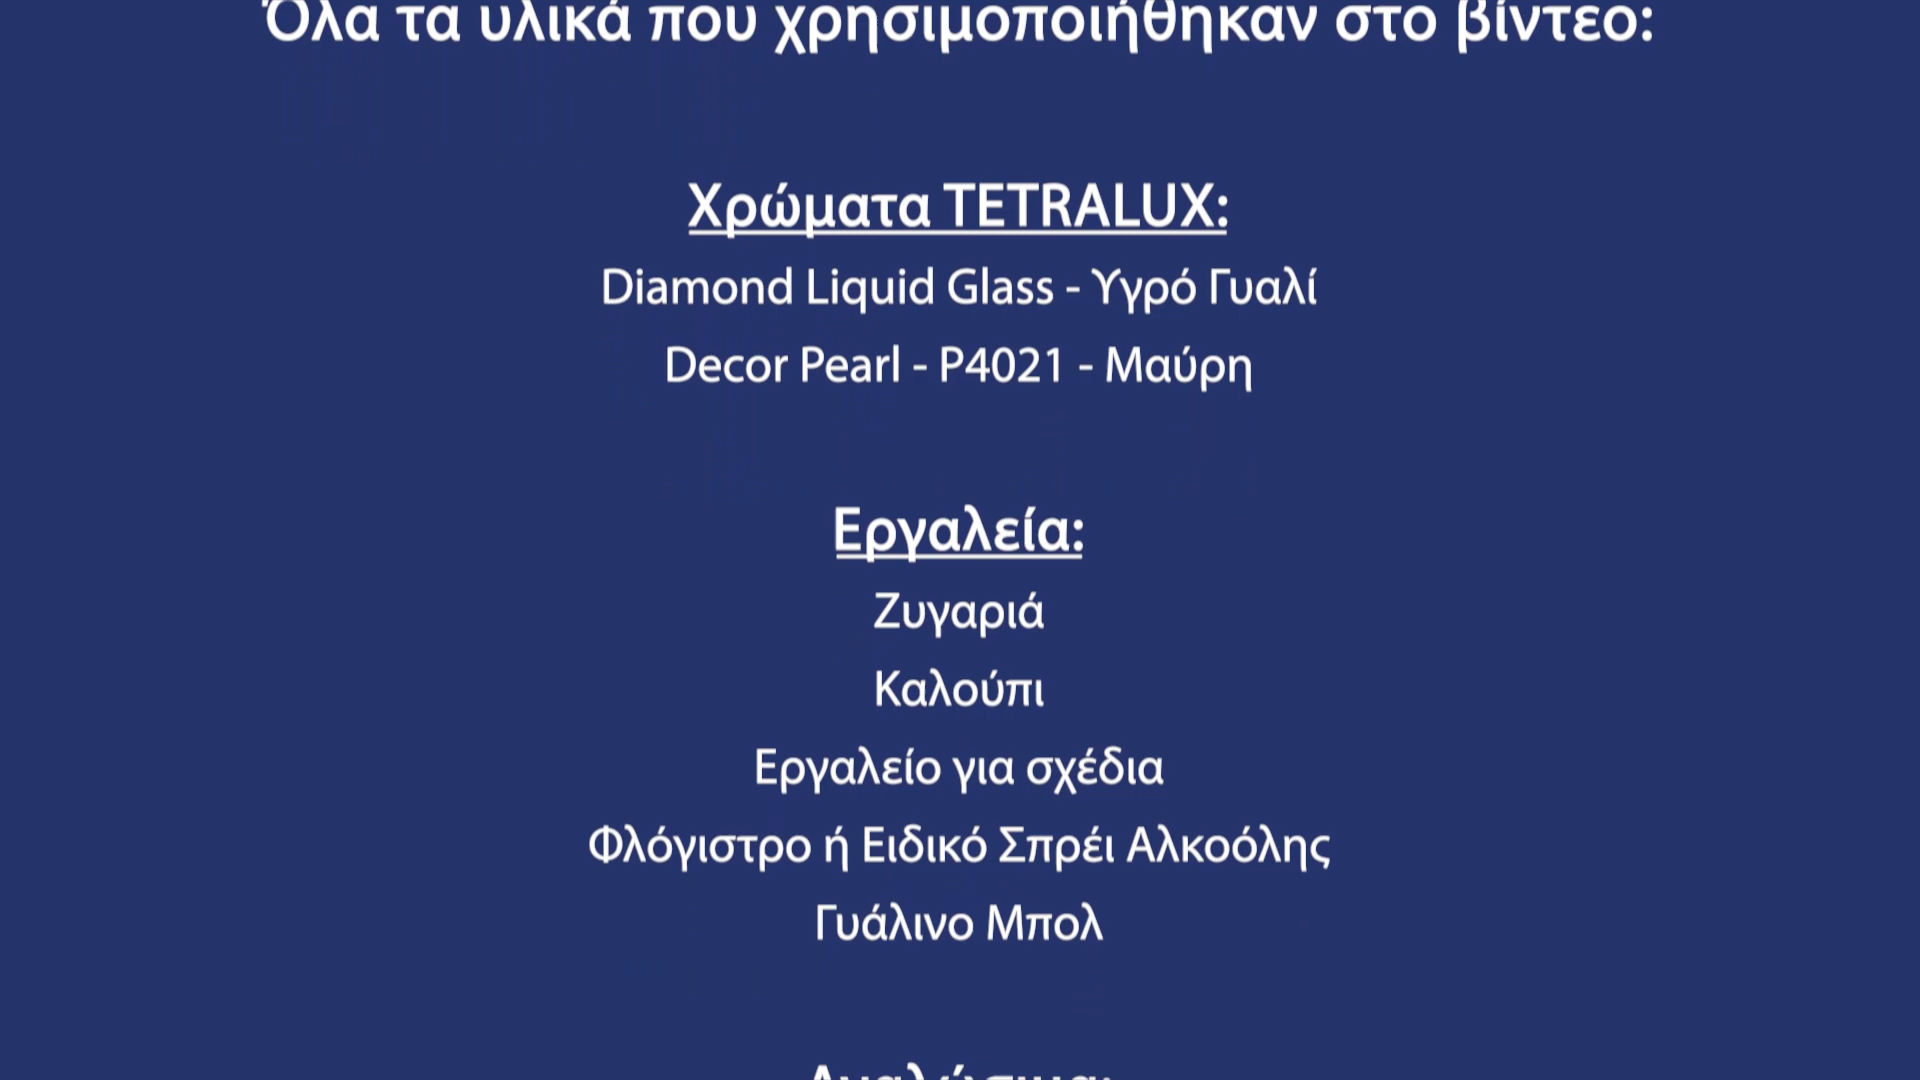 Όλα τα υλικά που χρησιμοποιήθηκαν στο βίντεο:
Χρώματα TETRALUX:
Diamond Liquid Glass - Υγρό Γυαλί
Decor Pearl - P4021 - Μαύρη
Εργαλεία:
Ζυγαριά
Καλούπι
Εργαλείο για σχέδια
Φλόγιστρο ή Ειδικό Σπρέι Αλκοόλης
Γυάλινο Μπολ
Αναλώσιμα: